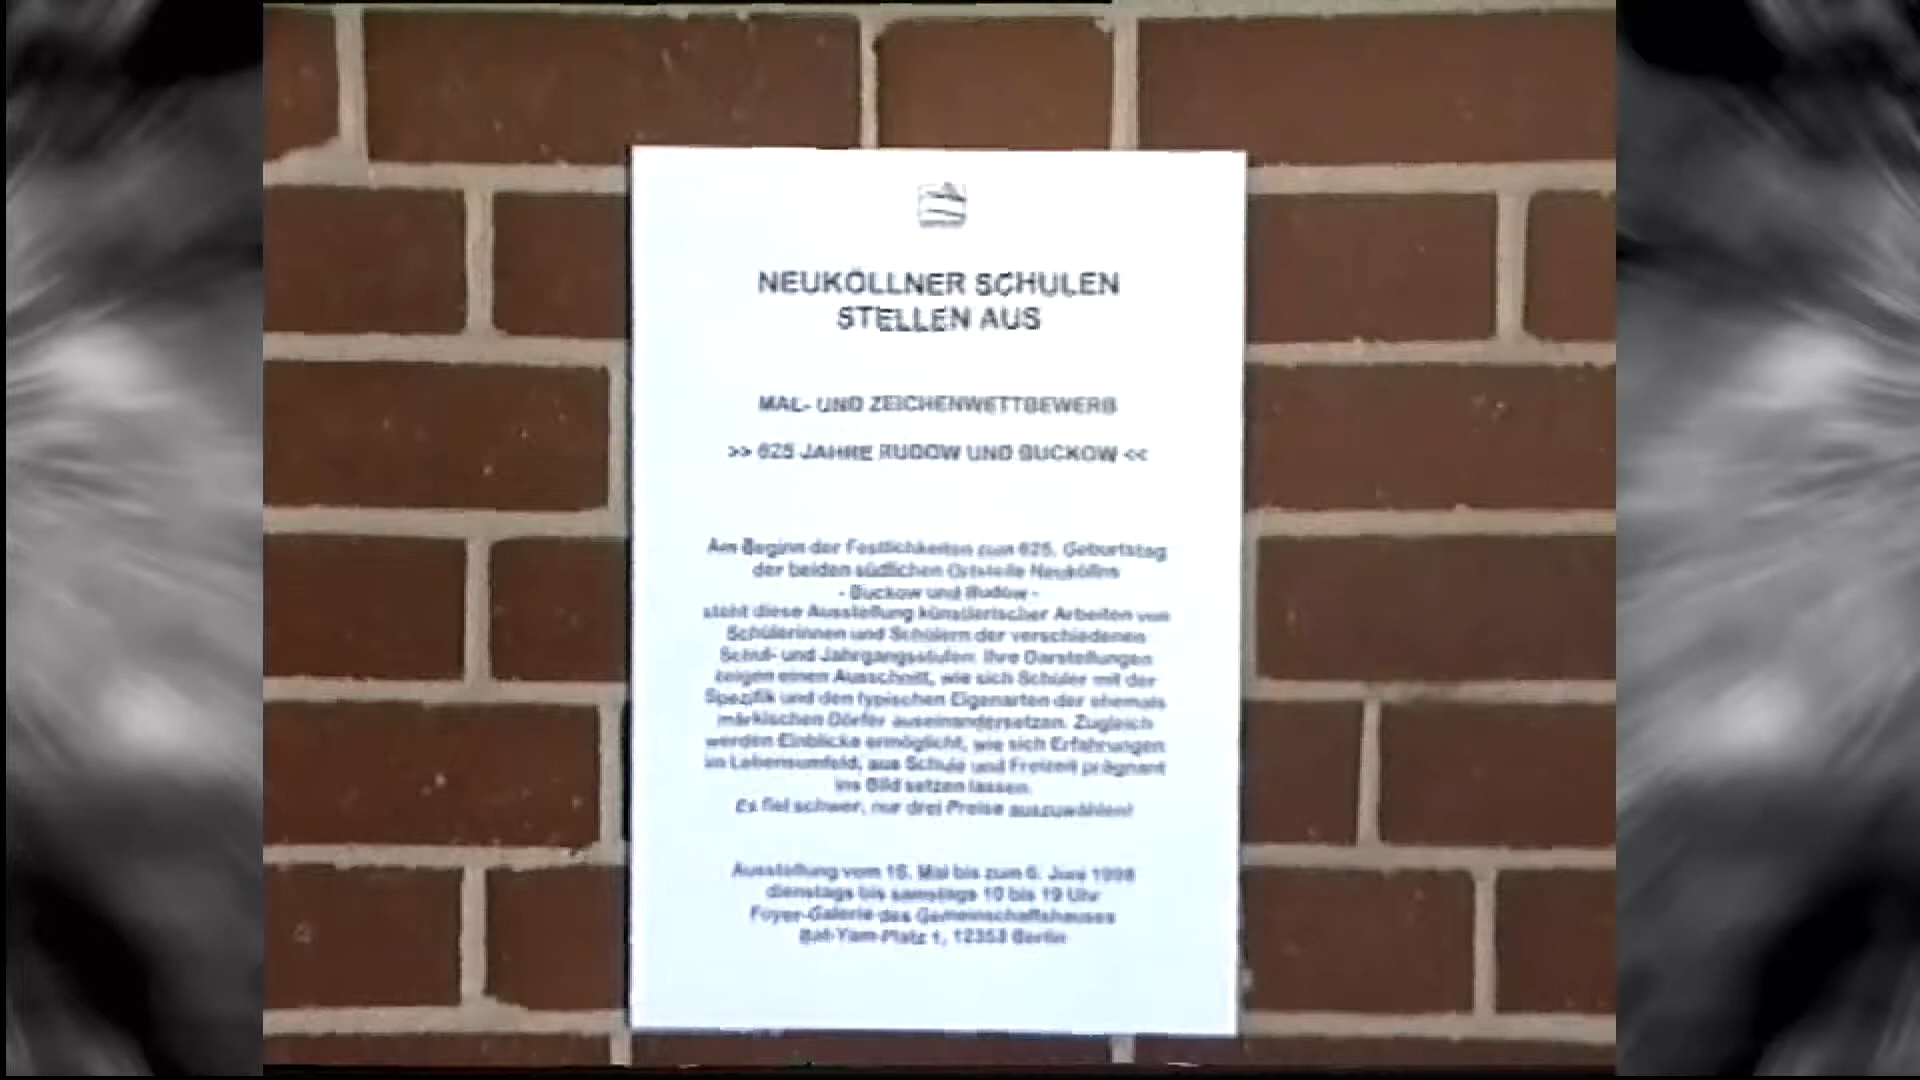 NEUKÖLLNER SCHULEN
STELLEN AUS
MAL- UND ZEICHENWETTBEWERB
>> 625 JAHRE RUDOW UND BUCKOW <<
Am Beginn der Festlichkeiten zum 625. Geburtstag
der beiden südlichen Ortsteile Neuköllns
- Buckow und Rudow -
steht diese Ausstellung künstlerischer Arbeiten von
Schülerinnen und Schülern der verschiedenen
Schul- und Jahrgangsstufen. Ihre Darstellungen
zeigen einen Ausschnitt, wie sich Schüler mit der
Spezifik und den typischen Eigenarten der ehemals
märkischen Dörfer auseinandersetzen. Zugleich
werden Einblicke ermöglicht, wie sich Erfahrungen
im Lebensumfeld, aus Schule und Freizeit prägnant
ins Bild setzen lassen.
Es fiel schwer, nur drei Preise auszuwählen!
Ausstellung vom Mai bis zum 6. Juni 1998
dienstags bis samstags 10 bis 19 Uhr
Foyer-Galerie des Gemeinschaftshauses
Bat-Yam-Platz 1, 12353 Berlin